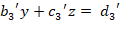 b₃′y + c₃′z = d₃′